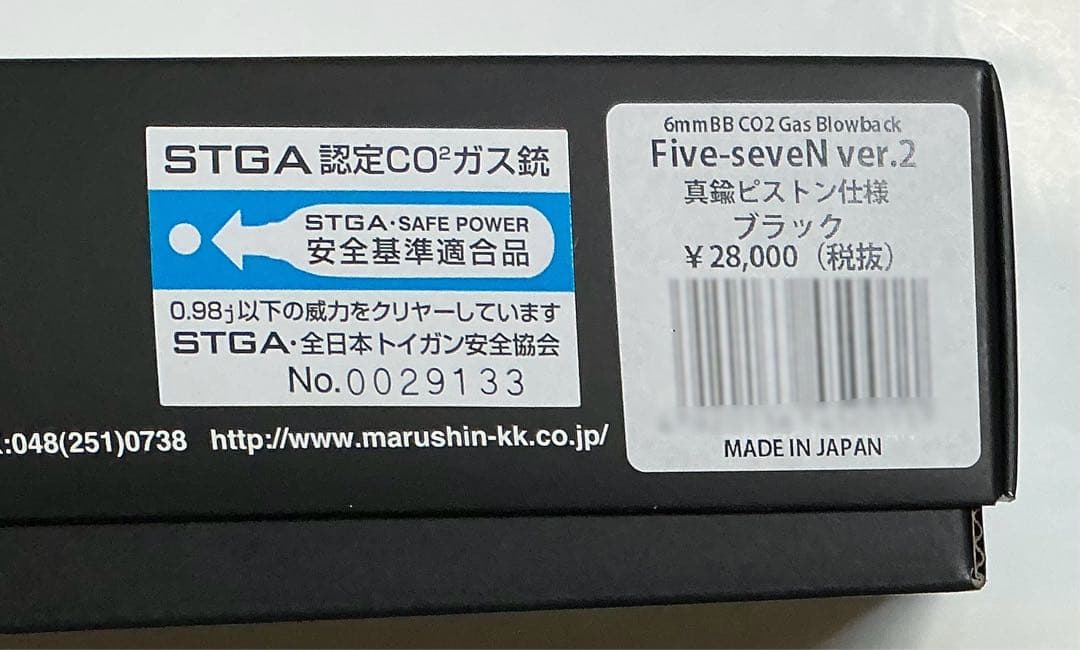 STGA 認定CO²ガス銃
STGA・SAFE POWER
安全基準適合品
0.98j以下の威力をクリヤーしています
STGA・全日本トイガン安全協会
No.0029133
:048(251)0738 http://www.marushin-kk.co.jp/
6mmBB CO2 Gas Blowback
Five-seveN ver.2
真鍮ピストン仕様
ブラック
¥28,000（税抜）
MADE IN JAPAN